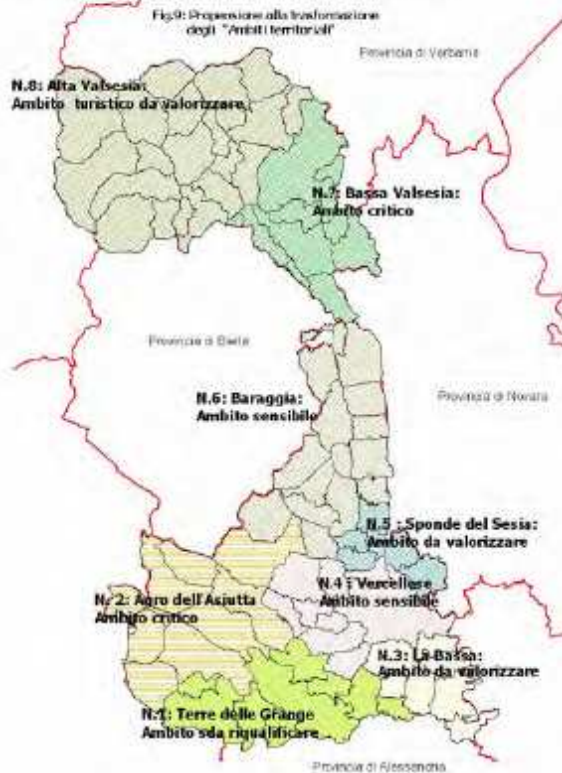 Fig.9: Propensione alla trasformazione
degli "Ambiti territoriali"
Provincia di Verbania
N.8: Alta Valsesia:
Ambito turistico da valorizzare
N.7: Bassa Valsesia:
Ambito critico
Provincia di Biella
N.6: Baraggia:
Ambito sensibile
Provincia di Novara
N.5 : Sponde del Sesia:
Ambito da valorizzare
N.4 : Vercellese
Ambito sensibile
N. 2: Agro dell'Asiutta
Ambito critico
N.3: La Bassa:
Ambito da valorizzare
N.1: Terre delle Grange
Ambito sda riqualificare
Provincia di Alessandria